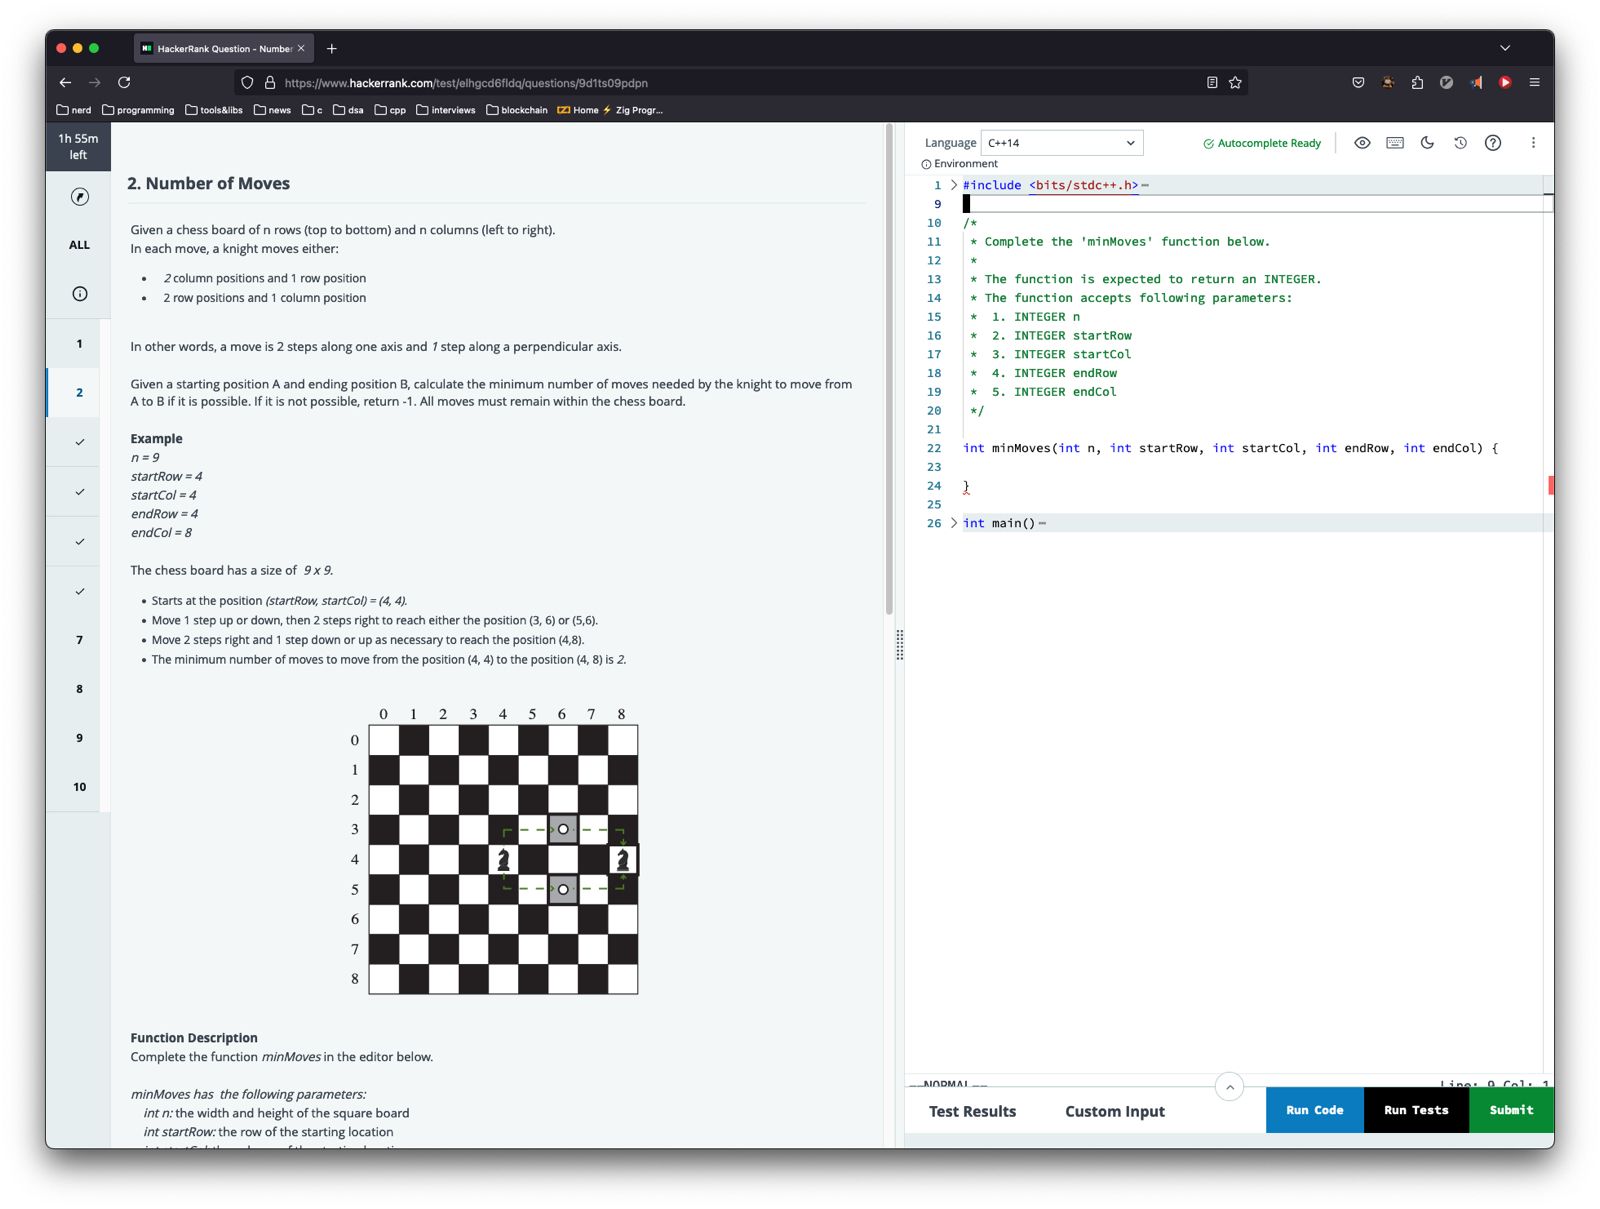 HackerRank Question - Number
https://www.hackerrank.com/test/elhgcd6fldq/questions/9d1ts09pdpn
nerd programming tools&libs news c dsa cpp interviews blockchain Home ⚡ Zig Progr...
1h 55m
left
ALL
1
2
7
8
9
10
2. Number of Moves
Given a chess board of n rows (top to bottom) and n columns (left to right).
In each move, a knight moves either:
• 2 column positions and 1 row position
• 2 row positions and 1 column position
In other words, a move is 2 steps along one axis and 1 step along a perpendicular axis.
Given a starting position A and ending position B, calculate the minimum number of moves needed by the knight to move from
A to B if it is possible. If it is not possible, return -1. All moves must remain within the chess board.
Example
n = 9
startRow = 4
startCol = 4
endRow = 4
endCol = 8
The chess board has a size of 9 x 9.
• Starts at the position (startRow, startCol) = (4, 4).
• Move 1 step up or down, then 2 steps right to reach either the position (3, 6) or (5,6).
• Move 2 steps right and 1 step down or up as necessary to reach the position (4,8).
• The minimum number of moves to move from the position (4, 4) to the position (4, 8) is 2.
0 1 2 3 4 5 6 7 8
0
1
2
3
4
5
6
7
8
Function Description
Complete the function minMoves in the editor below.
minMoves has the following parameters:
int n: the width and height of the square board
int startRow: the row of the starting location
Language C++14
Autocomplete Ready
Environment
1 #include <bits/stdc++.h>
9
10 /*
11 * Complete the 'minMoves' function below.
12 *
13 * The function is expected to return an INTEGER.
14 * The function accepts following parameters:
15 * 1. INTEGER n
16 * 2. INTEGER startRow
17 * 3. INTEGER startCol
18 * 4. INTEGER endRow
19 * 5. INTEGER endCol
20 */
21
22 int minMoves(int n, int startRow, int startCol, int endRow, int endCol) {
23
24 }
25
26 int main()
--NORMAL--
Line: 9 Col: 1
Test Results Custom Input Run Code Run Tests Submit